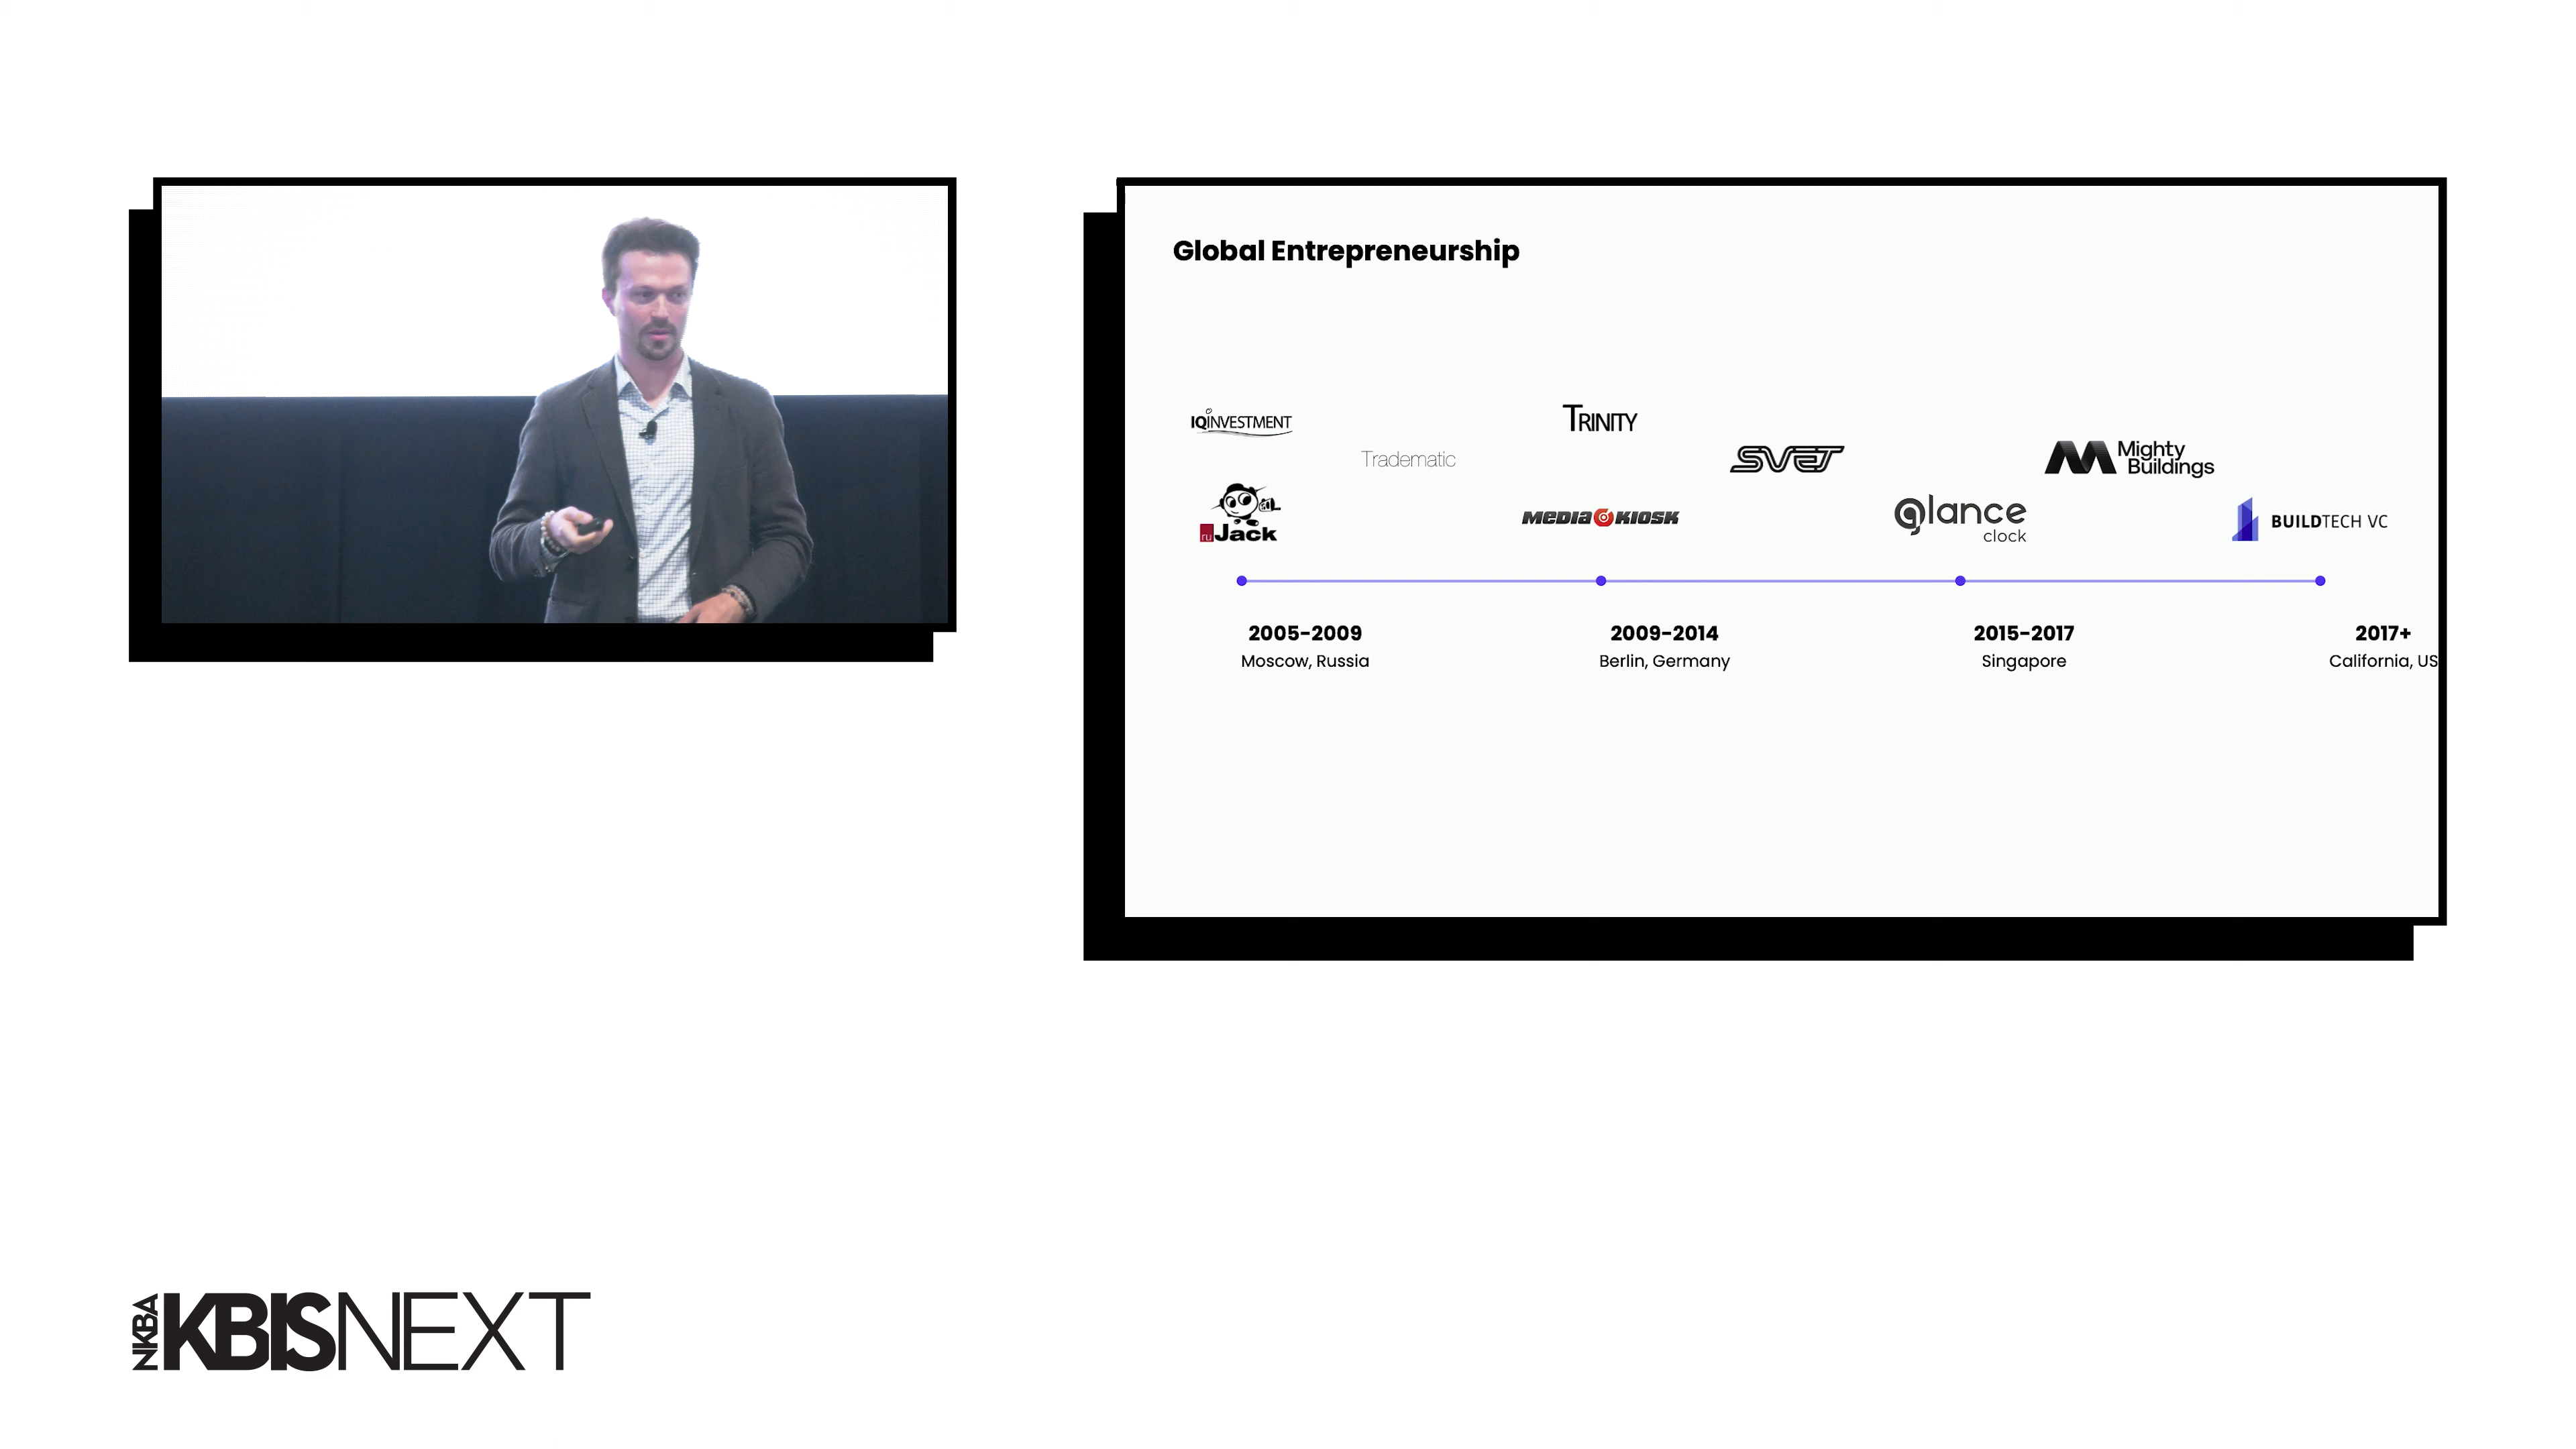 Global Entrepreneurship
IQINVESTMENT
Tradematic
ruJack
TRINITY
MEDIA KIOSK
SVET
glance
clock
Mighty
Buildings
BUILDTECH VC
2005-2009
Moscow, Russia
2009-2014
Berlin, Germany
2015-2017
Singapore
2017+
California, US
NKBA KBISNEXT